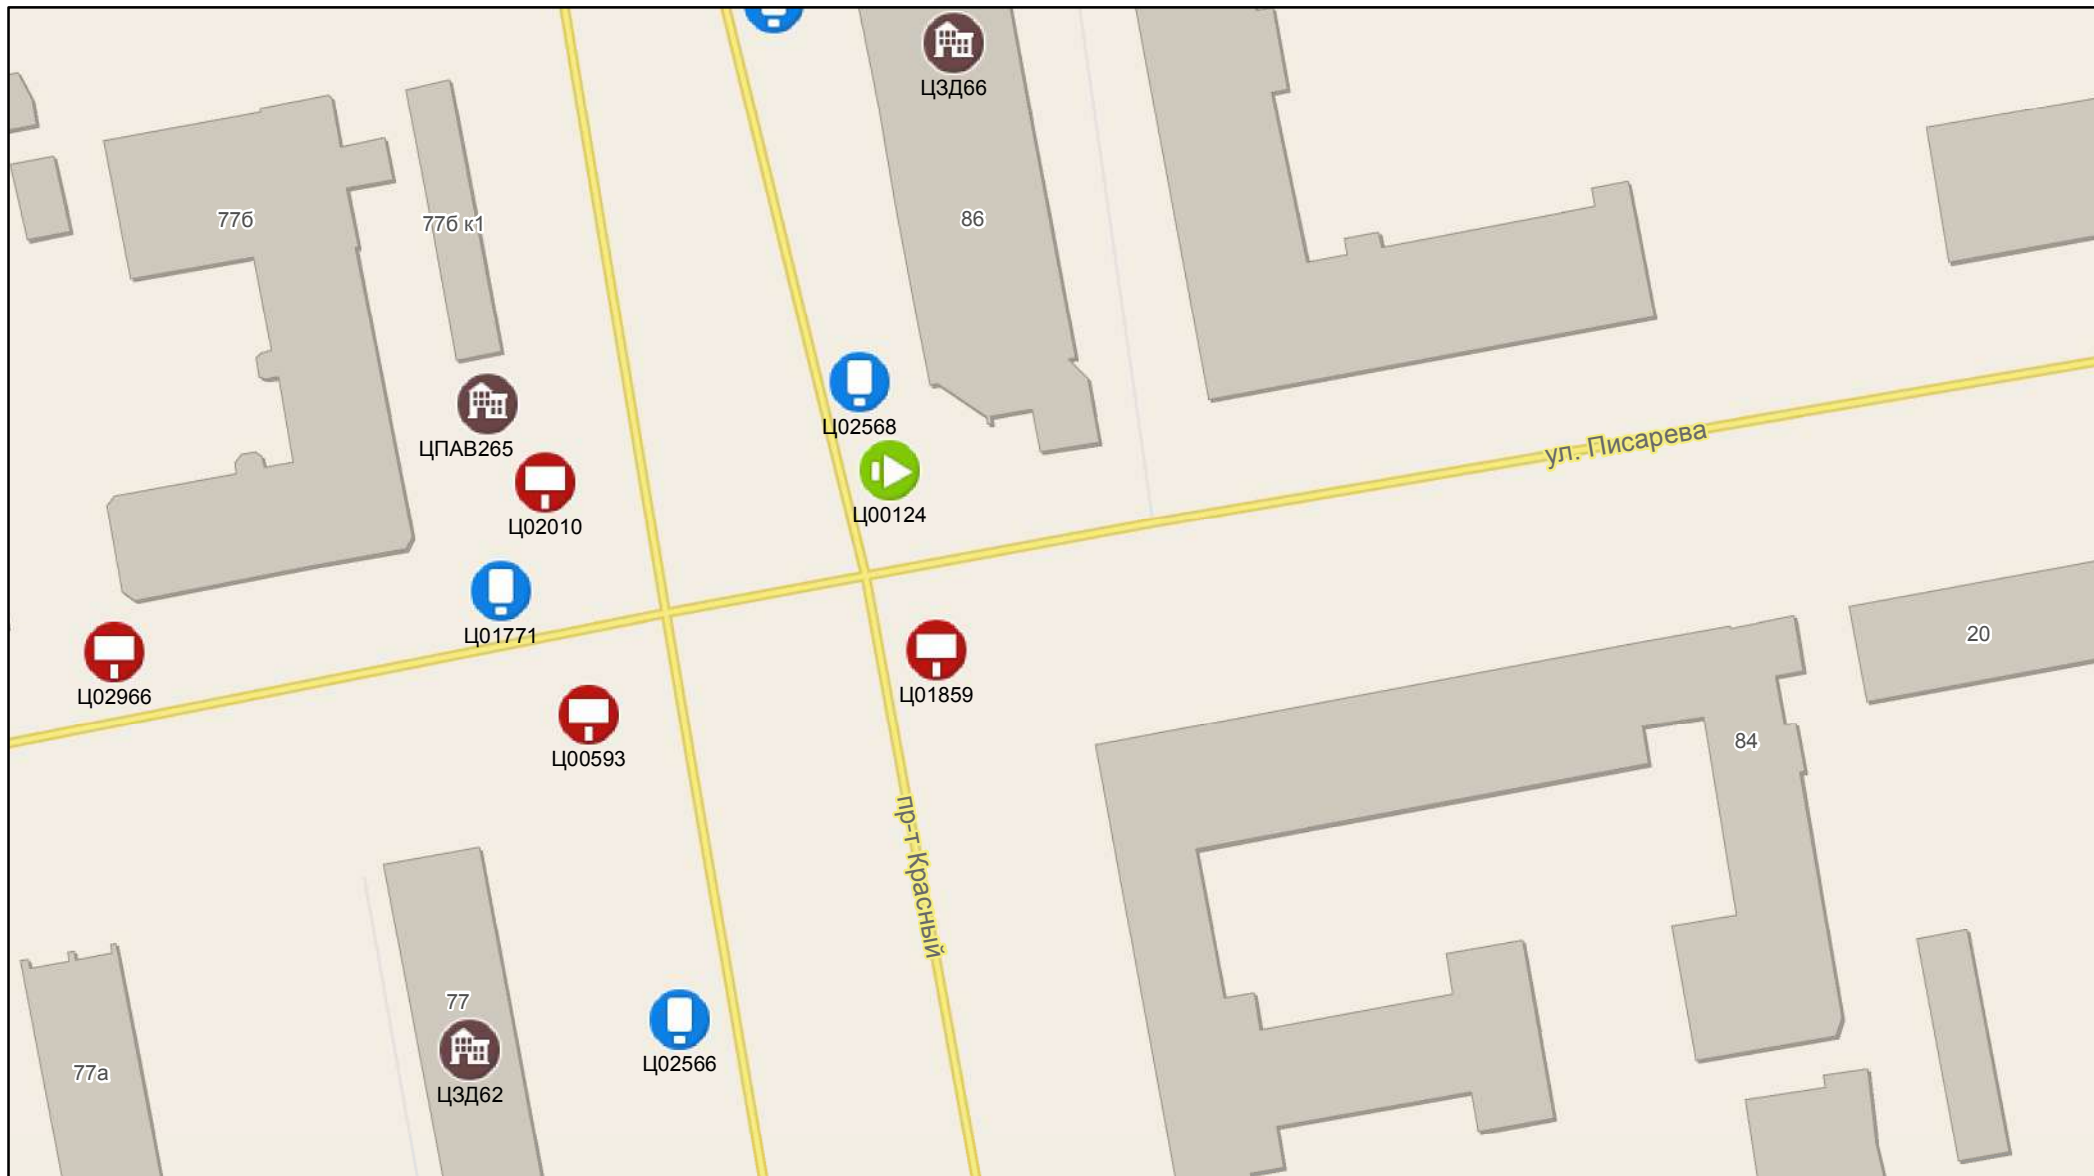 ЦЗД66
77б
77б к1
86
Ц02568
ЦПАВ265
ул. Писарева
Ц02010
Ц00124
Ц01771
20
Ц02966
Ц01859
84
Ц00593
пр-т Красный
77
Ц02566
77а
ЦЗД62